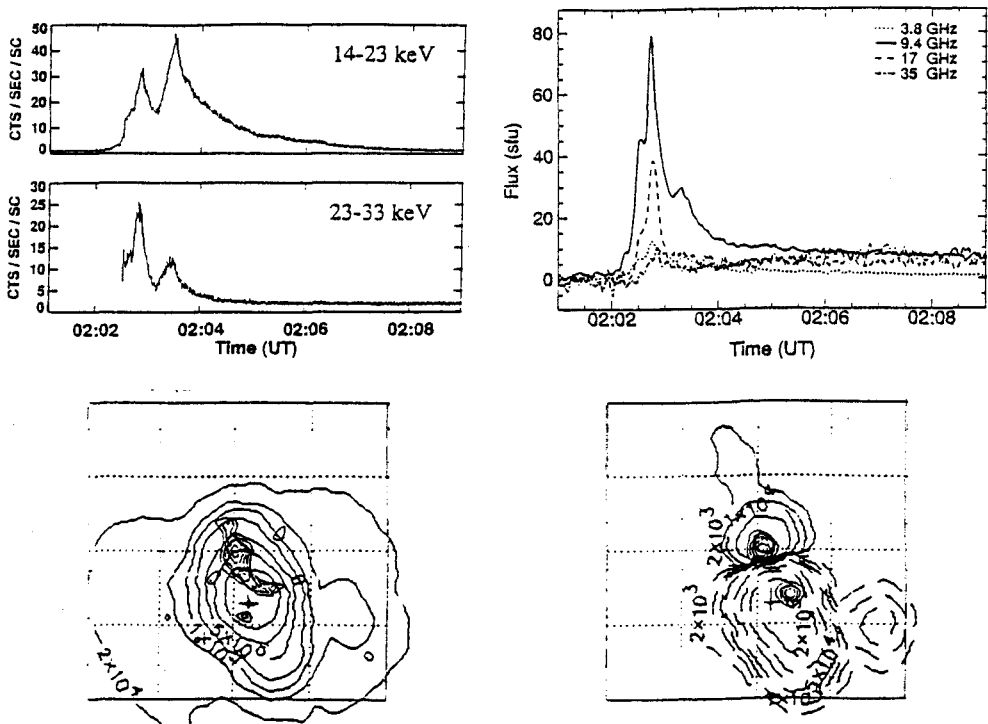 50
40
30
20
10
0
CTS / SEC / SC
14-23 keV
30
25
20
15
10
5
0
CTS / SEC / SC
23-33 keV
02:02 02:04 02:06 02:08
Time (UT)
80
60
40
20
0
Flux (sfu)
3.8 GHz
9.4 GHz
17 GHz
35 GHz
02:02 02:04 02:06 02:08
Time (UT)
2×10⁴
2×10³
2×10³